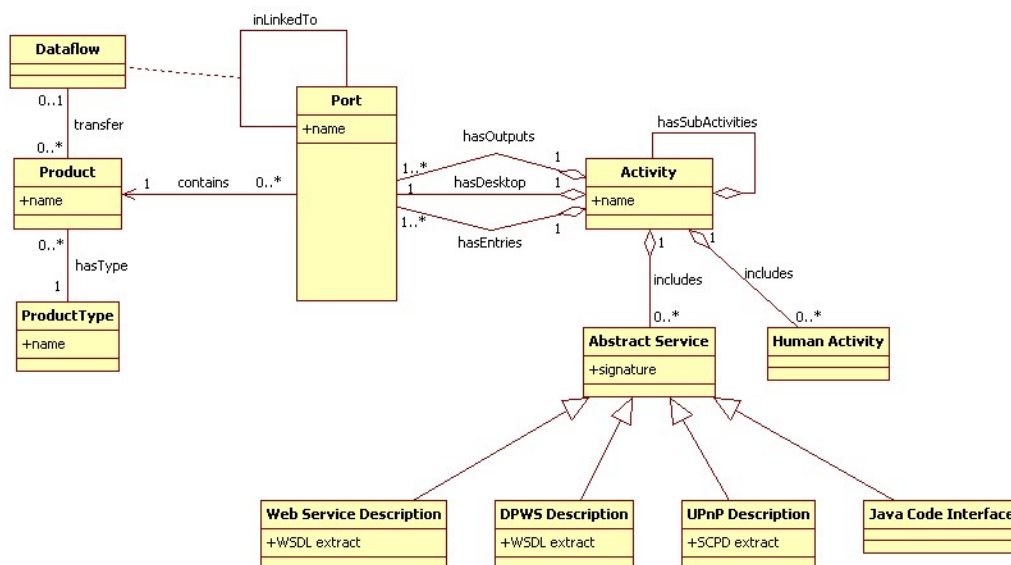 inLinkedTo
Dataflow
0..1
transfer
0..*
Product
+name
1
contains
0..*
0..*
hasType
1
ProductType
+name
Port
+name
hasOutputs
1..*
1
hasDesktop
1
1
1..*
hasEntries
1
hasSubActivities
Activity
+name
1
includes
0..*
1
includes
0..*
Abstract Service
+signature
Human Activity
Web Service Description
+WSDL extract
DPWS Description
+WSDL extract
UPnP Description
+SCPD extract
Java Code Interface